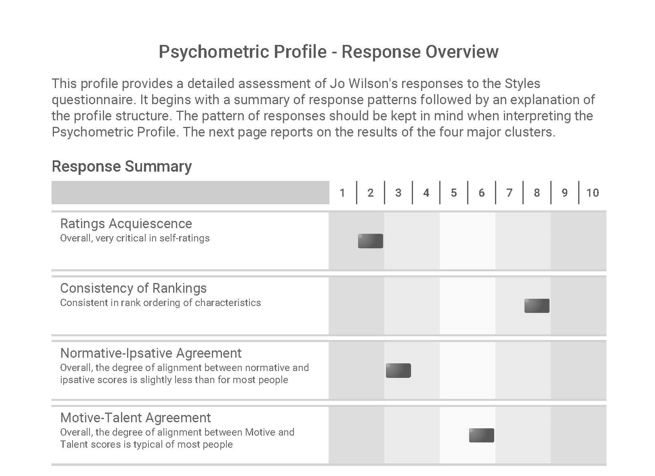 Psychometric Profile - Response Overview
This profile provides a detailed assessment of Jo Wilson's responses to the Styles
questionnaire. It begins with a summary of response patterns followed by an explanation of
the profile structure. The pattern of responses should be kept in mind when interpreting the
Psychometric Profile. The next page reports on the results of the four major clusters.
Response Summary
1 2 3 4 5 6 7 8 9 10
Ratings Acquiescence
Overall, very critical in self-ratings
Consistency of Rankings
Consistent in rank ordering of characteristics
Normative-Ipsative Agreement
Overall, the degree of alignment between normative and
ipsative scores is slightly less than for most people
Motive-Talent Agreement
Overall, the degree of alignment between Motive and
Talent scores is typical of most people